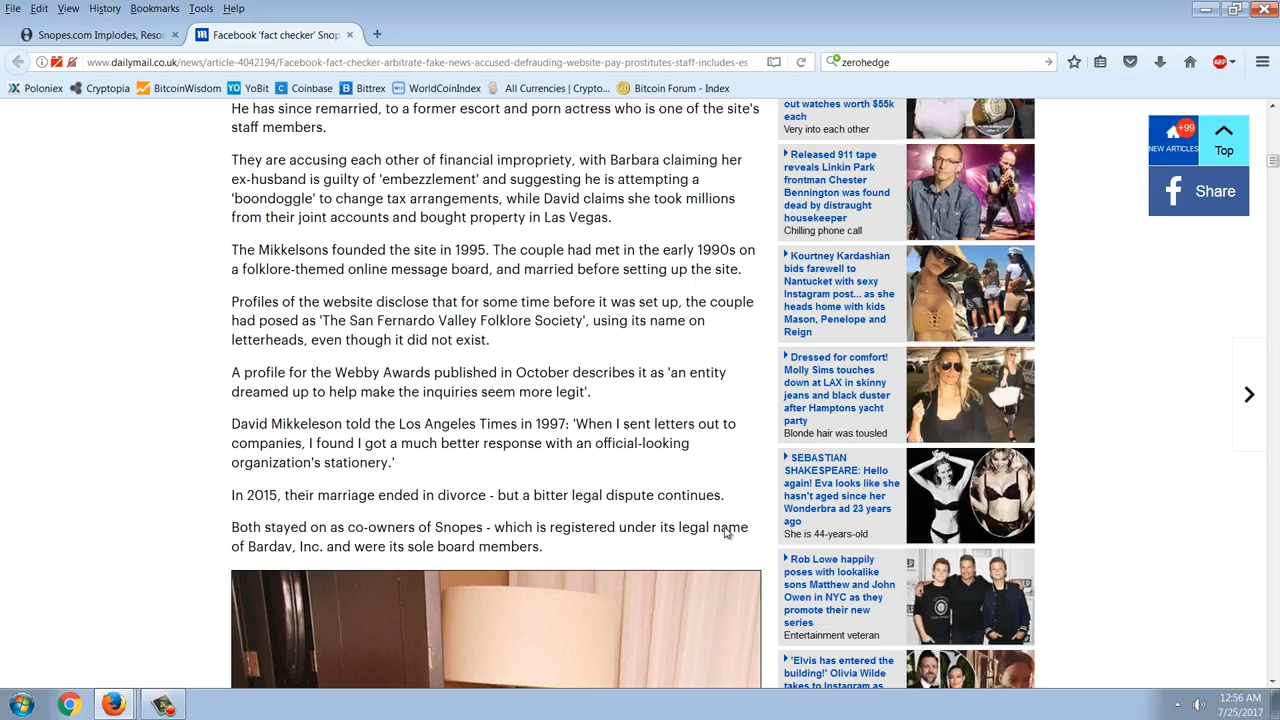 File Edit View History Bookmarks Tools Help
Snopes.com Implodes, Resor
Facebook 'fact checker' Snop
www.dailymail.co.uk/news/article-4042194/Facebook-fact-checker-arbitrate-fake-news-accused-defrauding-website-pay-prostitutes-staff-includes-es
zerohedge
ABP
Poloniex Cryptopia BitcoinWisdom YoBit Coinbase Bittrex WorldCoinIndex All Currencies | Crypto... Bitcoin Forum - Index
He has since remarried, to a former escort and porn actress who is one of the site's
staff members.
They are accusing each other of financial impropriety, with Barbara claiming her
ex-husband is guilty of 'embezzlement' and suggesting he is attempting a
'boondoggle' to change tax arrangements, while David claims she took millions
from their joint accounts and bought property in Las Vegas.
The Mikkelsons founded the site in 1995. The couple had met in the early 1990s on
a folklore-themed online message board, and married before setting up the site.
Profiles of the website disclose that for some time before it was set up, the couple
had posed as 'The San Fernardo Valley Folklore Society', using its name on
letterheads, even though it did not exist.
A profile for the Webby Awards published in October describes it as 'an entity
dreamed up to help make the inquiries seem more legit'.
David Mikkeleson told the Los Angeles Times in 1997: 'When I sent letters out to
companies, I found I got a much better response with an official-looking
organization's stationery.'
In 2015, their marriage ended in divorce - but a bitter legal dispute continues.
Both stayed on as co-owners of Snopes - which is registered under its legal name
of Bardav, Inc. and were its sole board members.
out watches worth $55k
each
Very into each other
Released 911 tape
reveals Linkin Park
frontman Chester
Bennington was found
dead by distraught
housekeeper
Chilling phone call
Kourtney Kardashian
bids farewell to
Nantucket with sexy
Instagram post... as she
heads home with kids
Mason, Penelope and
Reign
Dressed for comfort!
Molly Sims touches
down at LAX in skinny
jeans and black duster
after Hamptons yacht
party
Blonde hair was tousled
SEBASTIAN
SHAKESPEARE: Hello
again! Eva looks like she
hasn't aged since her
Wonderbra ad 23 years
ago
She is 44-years-old
Rob Lowe happily
poses with lookalike
sons Matthew and John
Owen in NYC as they
promote their new
series
Entertainment veteran
'Elvis has entered the
building!' Olivia Wilde
takes to Instagram as
+99
NEW ARTICLES
Top
Share
12:56 AM
7/25/2017